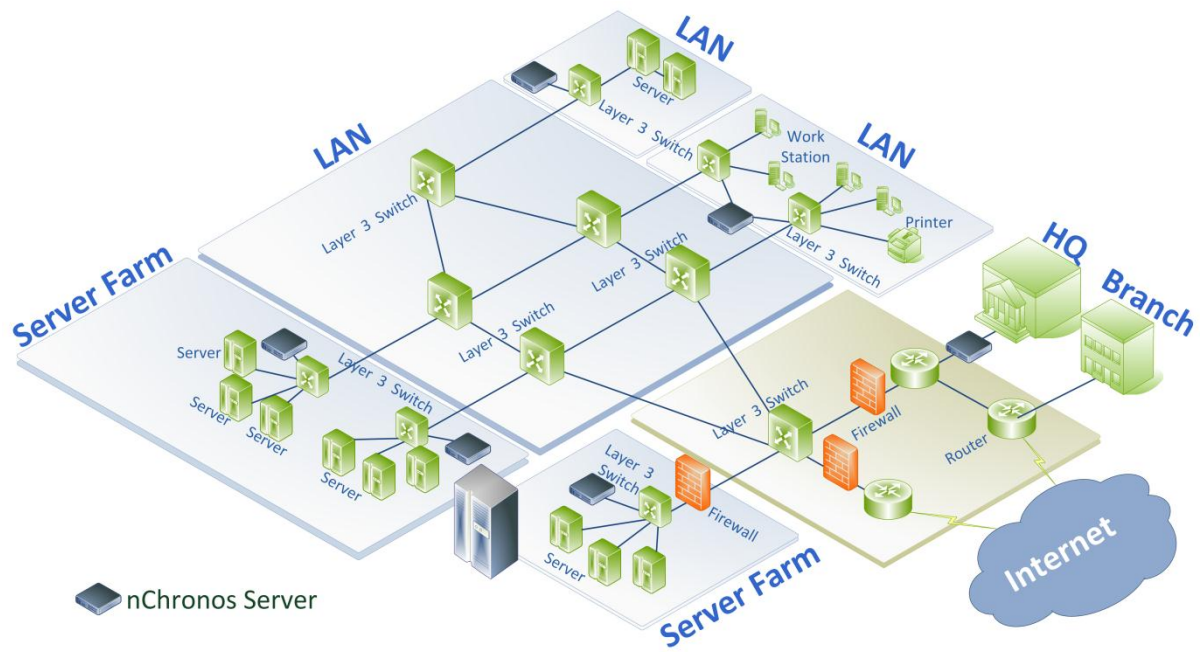 LAN
Server
Layer 3 Switch
LAN
Work
Station
LAN
Printer
Layer 3 Switch
Layer 3 Switch
Layer 3 Switch
HQ
Branch
Server Farm
Layer 3 Switch
Server
Layer 3 Switch
Server
Server
Server
Layer 3 Switch
Firewall
Router
Layer 3
Switch
Firewall
Server
Internet
Server Farm
nChronos Server